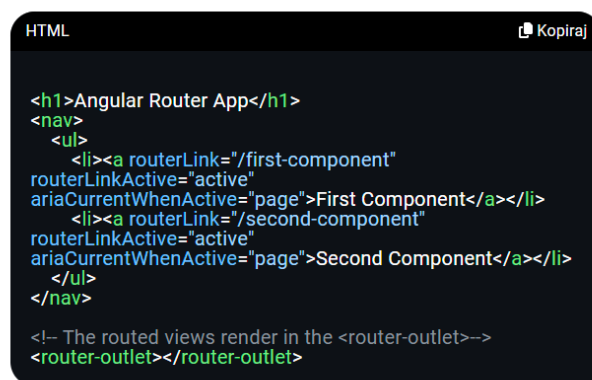 HTML
Kopiraj
<h1>Angular Router App</h1>
<nav>
<ul>
<li><a routerLink="/first-component"
routerLinkActive="active"
ariaCurrentWhenActive="page">First Component</a></li>
<li><a routerLink="/second-component"
routerLinkActive="active"
ariaCurrentWhenActive="page">Second Component</a></li>
</ul>
</nav>
<!-- The routed views render in the <router-outlet>-->
<router-outlet></router-outlet>